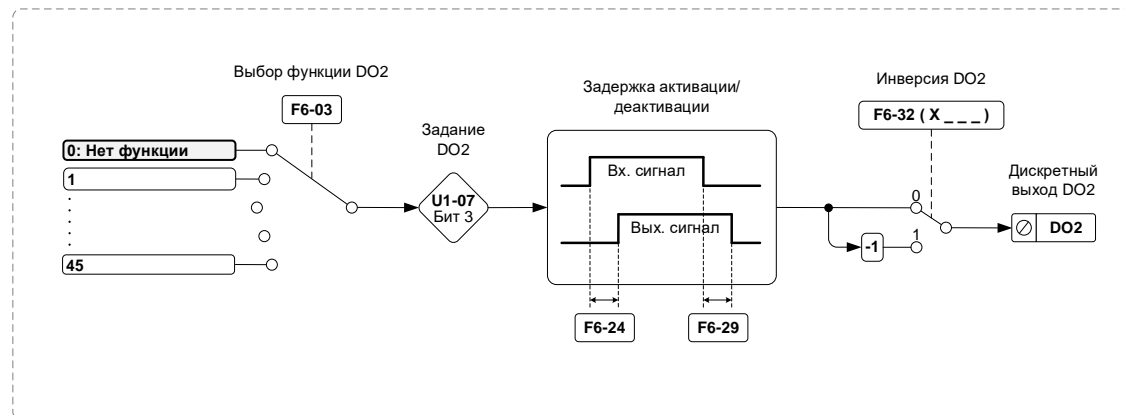 Выбор функции DO2
F6-03
0: Нет функции
1
45
Задание
DO2
U1-07
Бит 3
Задержка активации/
деактивации
Вх. сигнал
Вых. сигнал
F6-24
F6-29
Инверсия DO2
F6-32 ( X _ _ _ )
0
1
-1
Дискретный
выход DO2
DO2